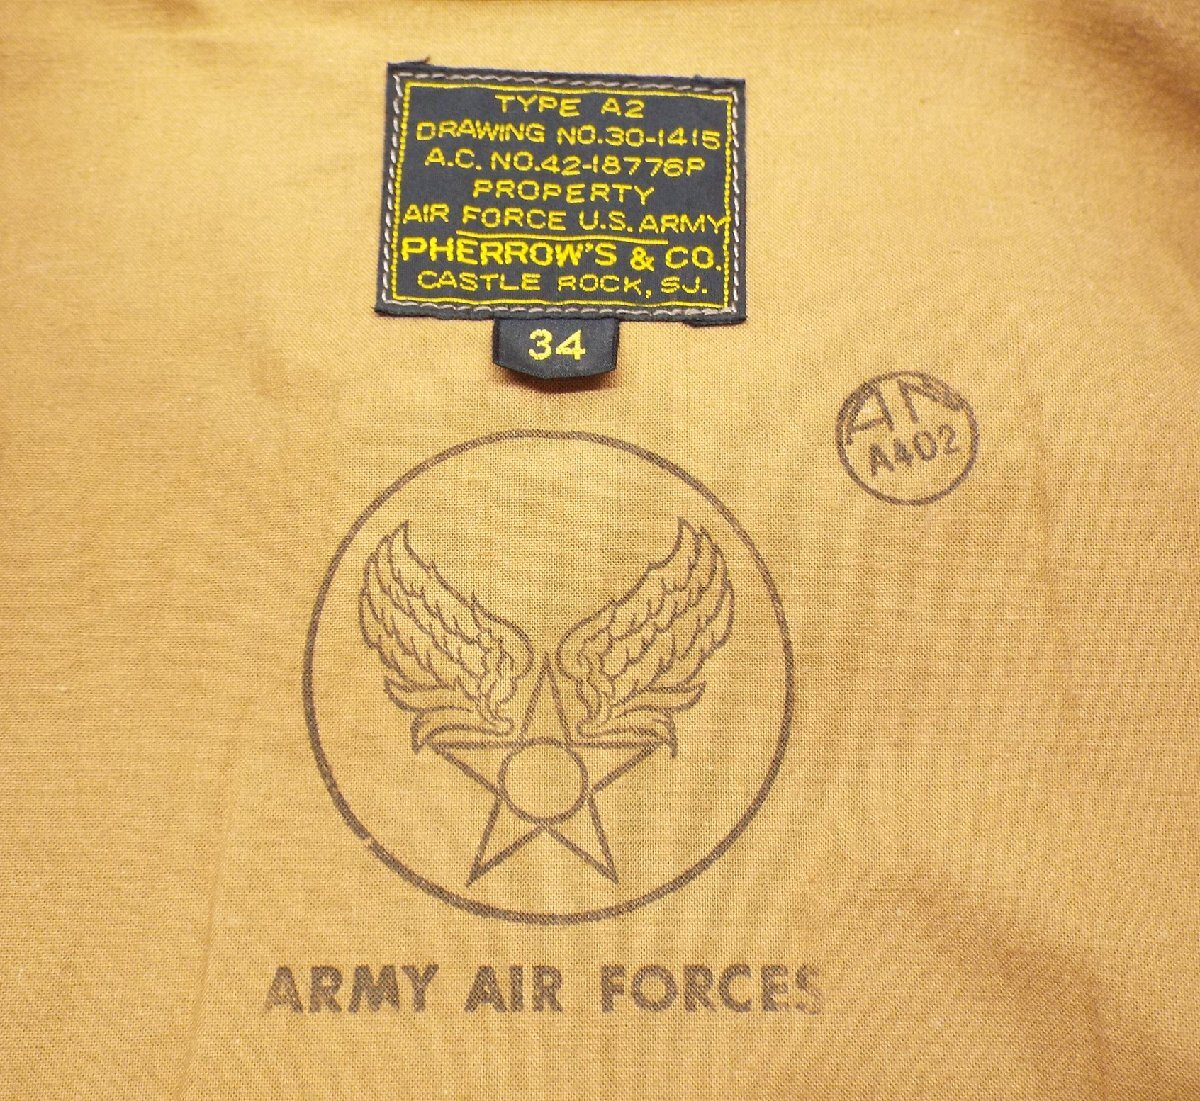 TYPE A2
DRAWING NO.30-1415
A.C. NO.42-18776P
PROPERTY
AIR FORCE U.S. ARMY
PHERROW'S & CO.
CASTLE ROCK, SJ.
34
AN
A402
ARMY AIR FORCES